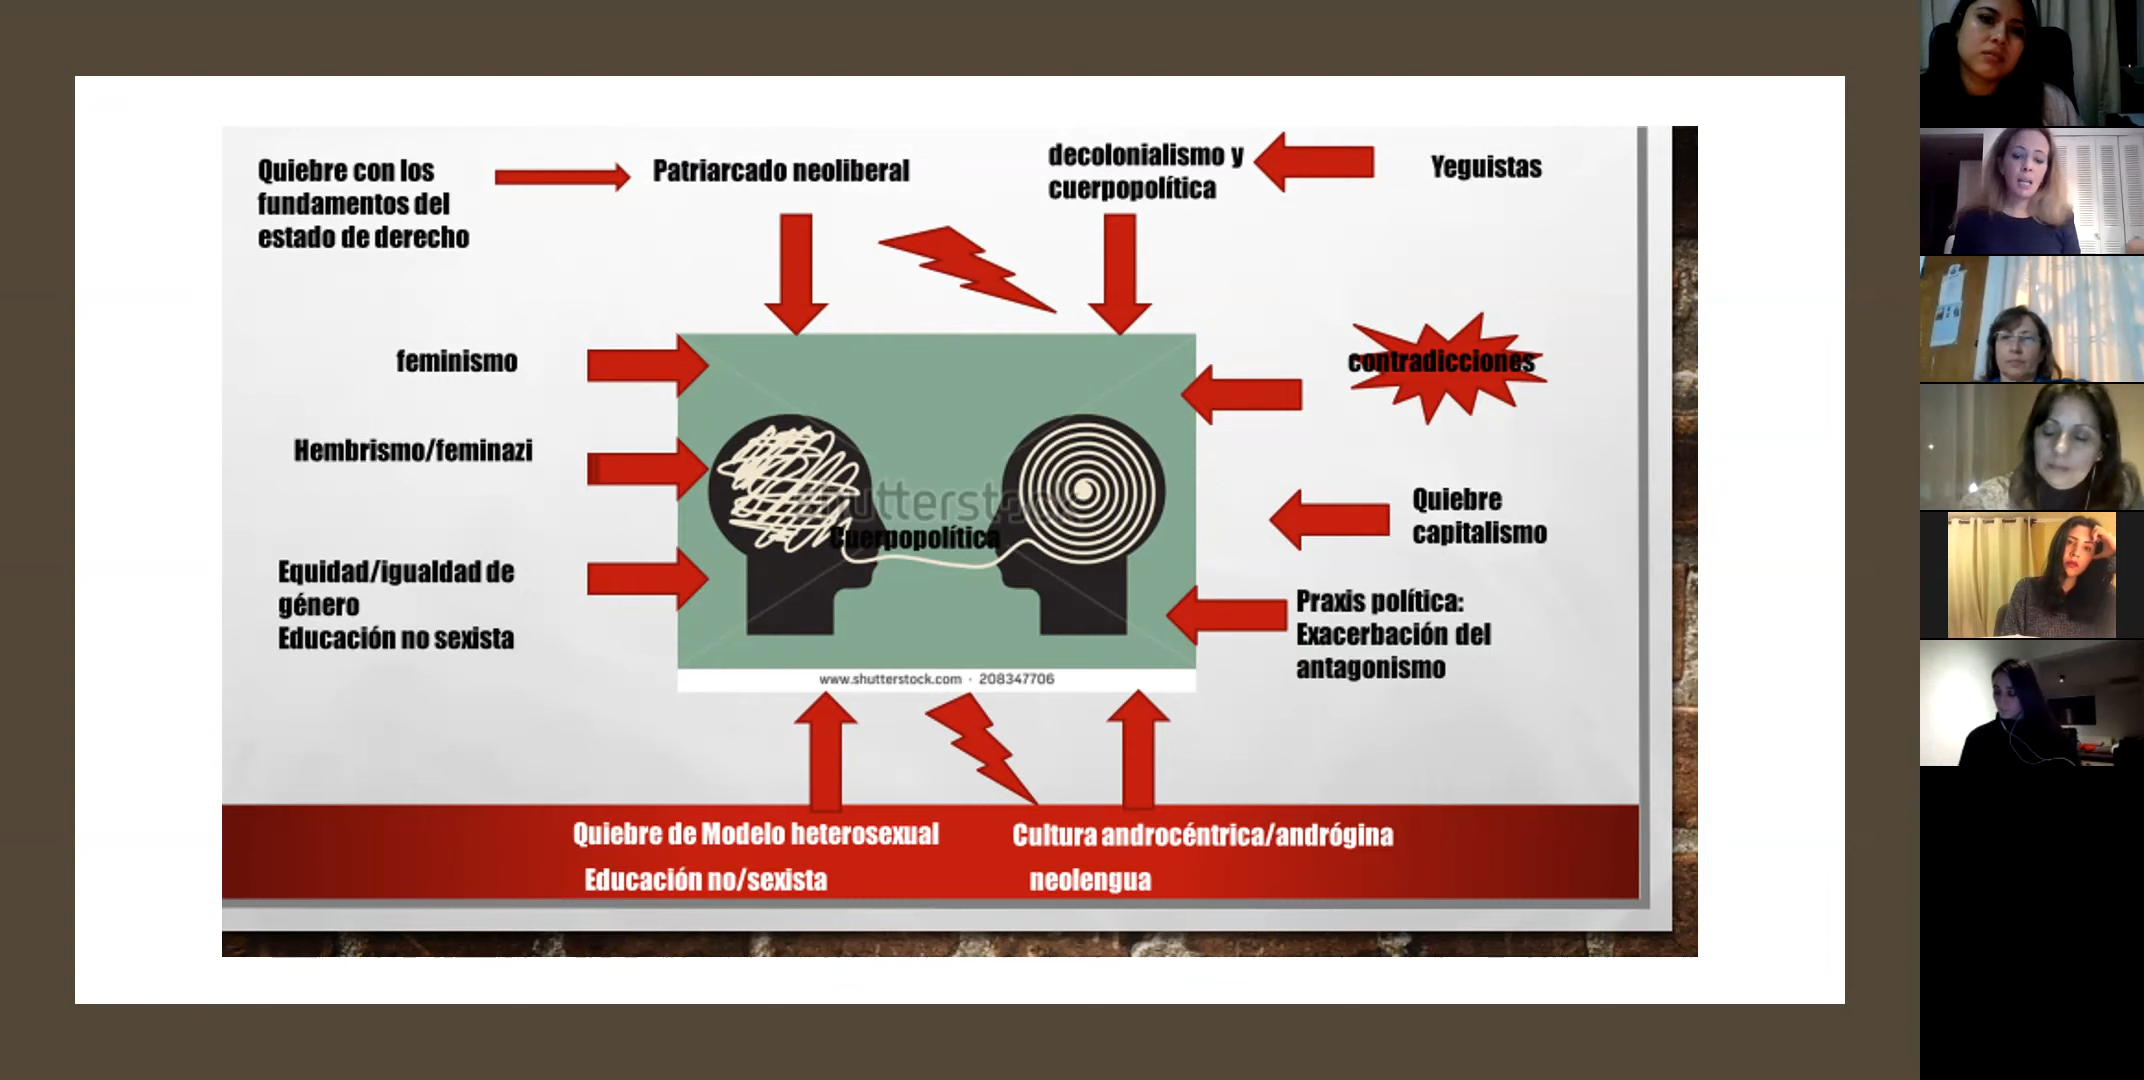 Quiebre con los
fundamentos del
estado de derecho
Patriarcado neoliberal
decolonialismo y
cuerpopolítica
Yeguistas
feminismo
contradicciones
Hembrismo/feminazi
shutterstock
Cuerpopolítica
Quiebre
capitalismo
Equidad/igualdad de
género
Educación no sexista
Praxis política:
Exacerbación del
antagonismo
www.shutterstock.com · 208347706
Quiebre de Modelo heterosexual
Educación no/sexista
Cultura androcéntrica/andrógina
neolengua